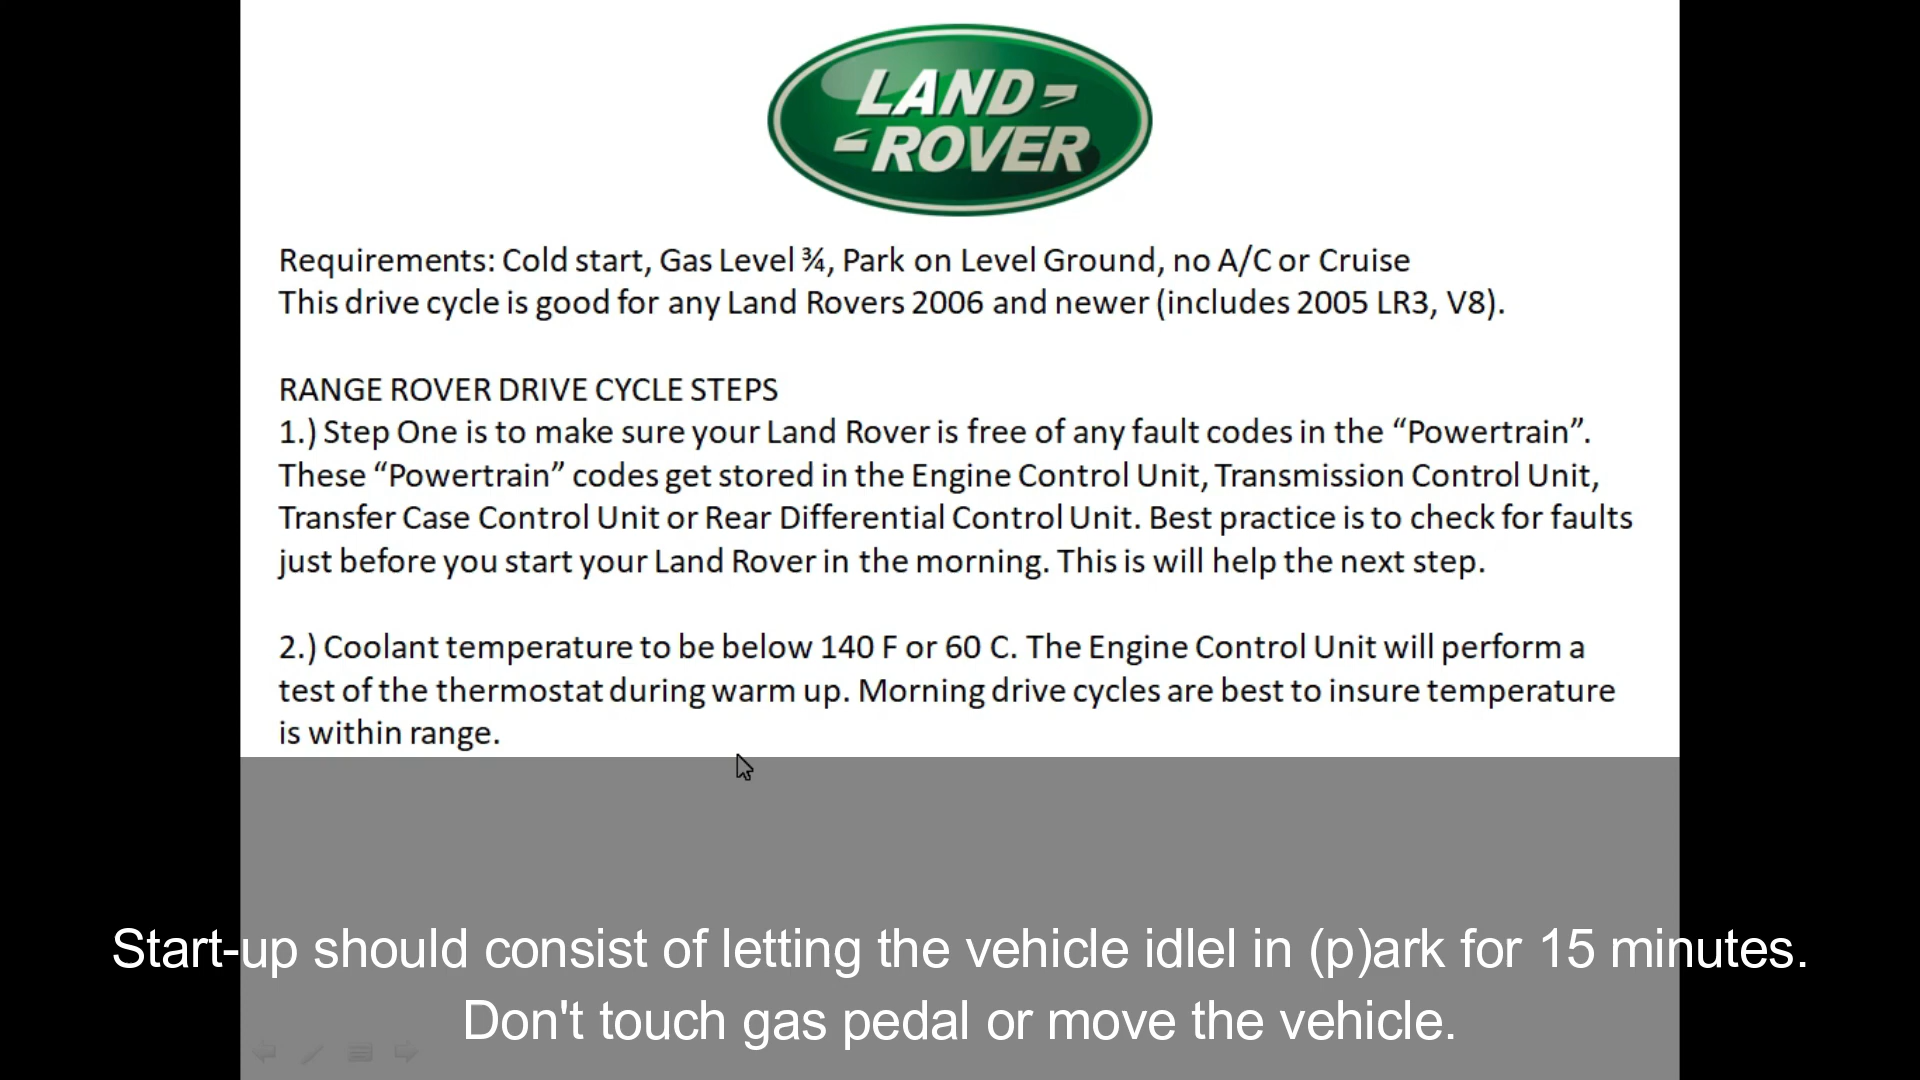 LAND
ROVER
Requirements: Cold start, Gas Level ¾, Park on Level Ground, no A/C or Cruise
This drive cycle is good for any Land Rovers 2006 and newer (includes 2005 LR3, V8).
RANGE ROVER DRIVE CYCLE STEPS
1.) Step One is to make sure your Land Rover is free of any fault codes in the “Powertrain”.
These “Powertrain” codes get stored in the Engine Control Unit, Transmission Control Unit,
Transfer Case Control Unit or Rear Differential Control Unit. Best practice is to check for faults
just before you start your Land Rover in the morning. This is will help the next step.
2.) Coolant temperature to be below 140 F or 60 C. The Engine Control Unit will perform a
test of the thermostat during warm up. Morning drive cycles are best to insure temperature
is within range.
Start-up should consist of letting the vehicle idlel in (p)ark for 15 minutes.
Don't touch gas pedal or move the vehicle.